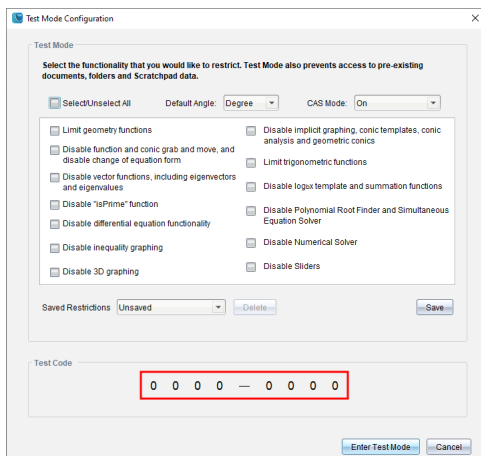 Test Mode Configuration
Test Mode
Select the functionality that you would like to restrict. Test Mode also prevents access to pre-existing
documents, folders and Scratchpad data.
Select/Unselect All Default Angle: Degree CAS Mode: On
Limit geometry functions
Disable function and conic grab and move, and
disable change of equation form
Disable vector functions, including eigenvectors
and eigenvalues
Disable "isPrime" function
Disable differential equation functionality
Disable inequality graphing
Disable 3D graphing
Disable implicit graphing, conic templates, conic
analysis and geometric conics
Limit trigonometric functions
Disable logbx template and summation functions
Disable Polynomial Root Finder and Simultaneous
Equation Solver
Disable Numerical Solver
Disable Sliders
Saved Restrictions Unsaved Delete Save
Test Code
0 0 0 0 — 0 0 0 0
Enter Test Mode Cancel